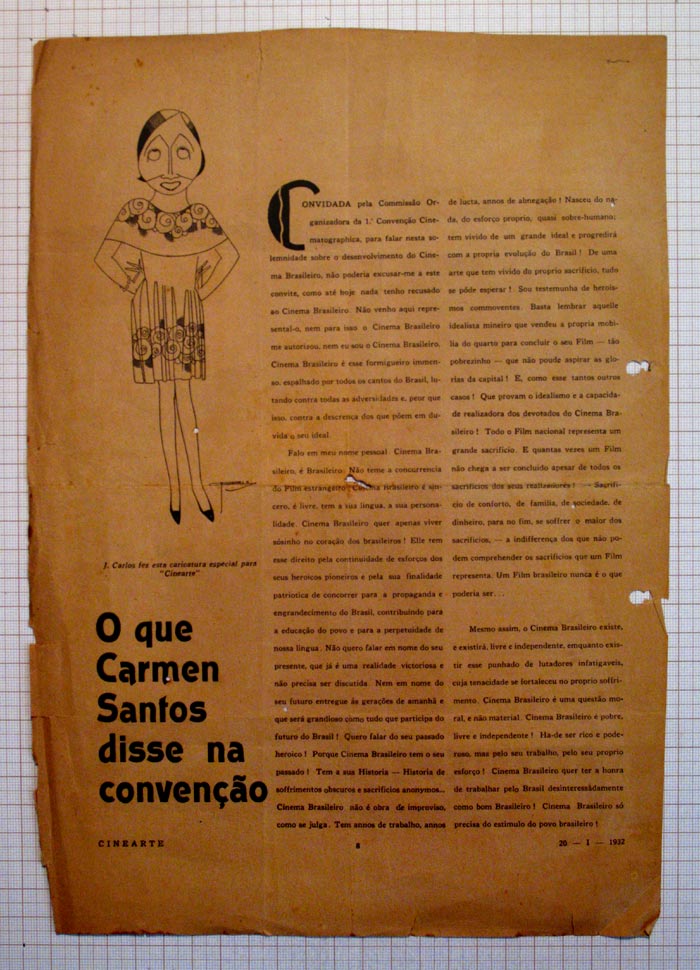 J. Carlos fez esta caricatura especial para
"Cinearte"
O que
Carmen
Santos
disse na
convenção
CONVIDADA pela Commissão Or-
ganizadora da 1.ª Convenção Cine-
matographica, para falar nesta so-
lemnidade sobre o desenvolvimento do Cine-
ma Brasileiro, não poderia excusar-me a este
convite, como até hoje nada tenho recusado
ao Cinema Brasileiro. Não venho aqui repre-
sental-o, nem para isso o Cinema Brasileiro
me autorizou, nem eu sou o Cinema Brasileiro.
Cinema Brasileiro é esse formigueiro immen-
so, espalhado por todos os cantos do Brasil, lu-
tando contra todas as adversidades e, peor que
isso, contra a descrença dos que põem em du-
vida o seu ideal.
Falo em meu nome pessoal. Cinema Bra-
sileiro, é Brasileiro. Não teme a concurrencia
do Film estrangeiro. Cinema Brasileiro é sin-
cero, é livre, tem a sua lingua, a sua persona-
lidade. Cinema Brasileiro quer apenas viver
sósinho no coração dos brasileiros! Elle tem
esse direito pela continuidade de esforços dos
seus heroicos pioneiros e pela sua finalidade
patriotica de concorrer para a propaganda e
engrandecimento do Brasil, contribuindo para
a educação do povo e para a perpetuidade de
nossa lingua. Não quero falar em nome do seu
presente, que já é uma realidade victoriosa e
não precisa ser discutida. Nem em nome do
seu futuro entregue ás gerações de amanhã e
que será grandioso como tudo que participa do
futuro do Brasil! Quero falar do seu passado
heroico! Porque Cinema Brasileiro tem o seu
passado! Tem a sua Historia — Historia de
soffrimentos obscuros e sacrificios anonymos...
Cinema Brasileiro não é obra de improviso,
como se julga. Tem annos de trabalho, annos
de lucta, annos de abnegação! Nasceu do na-
da, do esforço proprio, quasi sobre-humano;
tem vivido de um grande ideal e progredirá
com a propria evolução do Brasil! De uma
arte que tem vivido do proprio sacrificio, tudo
se póde esperar! Sou testemunha de herois-
mos commoventes. Basta lembrar aquelle
idealista mineiro que vendeu a propria mobi-
lia do quarto para concluir o seu Film — tão
pobrezinho — que não poude aspirar as glo-
rias da capital! E, como esse tantos outros
casos! Que provam o idealismo e a capacida-
de realizadora dos devotados do Cinema Bra-
sileiro! Todo o Film nacional representa um
grande sacrificio. E quantas vezes um Film
não chega a ser concluido apesar de todos os
sacrificios dos seus realizadores! — Sagrifi-
cio de conforto, de familia, de sociedade, de
dinheiro, para no fim, se soffrer o maior dos
sacrificios, — a indifferença dos que não po-
dem comprehender os sacrificios que um Film
representa. Um Film brasileiro nunca é o que
poderia ser...
Mesmo assim, o Cinema Brasileiro existe,
e existirá, livre e independente, emquanto exis-
tir esse punhado de lutadores infatigaveis,
cuja tenacidade se fortaleceu no proprio soffri-
mento. Cinema Brasileiro é uma questão mo-
ral, e não material. Cinema Brasileiro é pobre,
livre e independente! Ha-de ser rico e pode-
roso, mas pelo seu trabalho, pelo seu proprio
esforço! Cinema Brasileiro quer ter a honra
de trabalhar pelo Brasil desinteressádamente
como bom Brasileiro! Cinema Brasileiro só
precisa do estimulo do povo brasileiro!
CINEARTE
8
20 — I — 1932